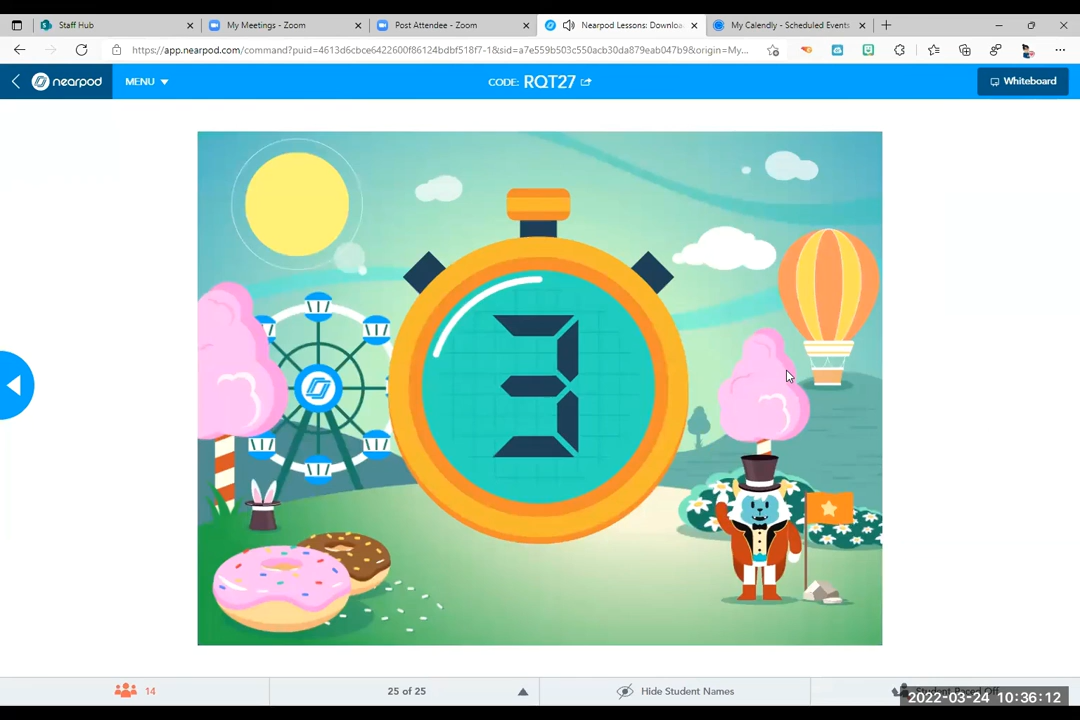 Staff Hub
My Meetings - Zoom
Post Attendee - Zoom
Nearpod Lessons: Downloa
My Calendly - Scheduled Events
https://app.nearpod.com/command?puid=4613d6cbce6422600f86124bdbf518f7-1&sid=a7e559b503c550acb30da879eab047b9&origin=My...
nearpod
MENU
CODE: RQT27
Whiteboard
3
14
25 of 25
Hide Student Names
2022-03-24 10:36:12